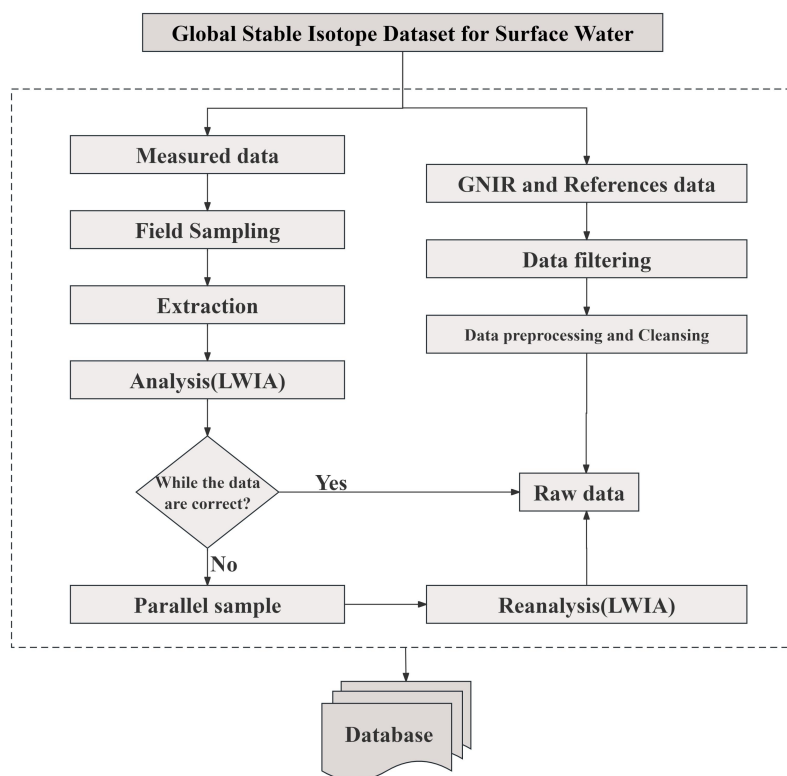 Global Stable Isotope Dataset for Surface Water
Measured data
GNIR and References data
Field Sampling
Data filtering
Extraction
Data preprocessing and Cleansing
Analysis(LWIA)
While the data
are correct?
Yes
Raw data
No
Parallel sample
Reanalysis(LWIA)
Database